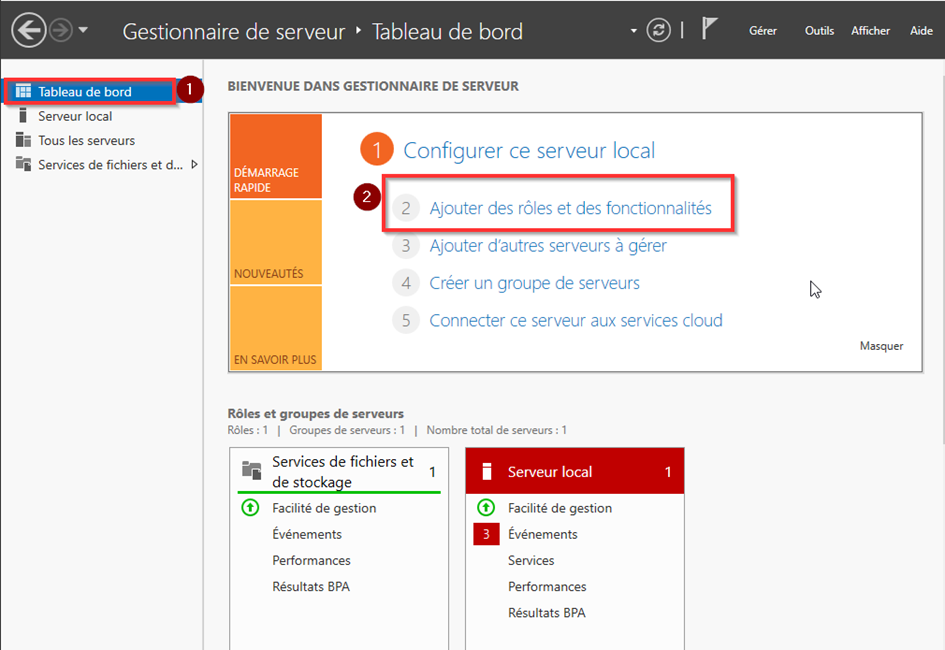 Gestionnaire de serveur ‣ Tableau de bord
Gérer Outils Afficher Aide
Tableau de bord 1
Serveur local
Tous les serveurs
Services de fichiers et d...
BIENVENUE DANS GESTIONNAIRE DE SERVEUR
DÉMARRAGE
RAPIDE
NOUVEAUTÉS
EN SAVOIR PLUS
1 Configurer ce serveur local
2
2 Ajouter des rôles et des fonctionnalités
3 Ajouter d'autres serveurs à gérer
4 Créer un groupe de serveurs
5 Connecter ce serveur aux services cloud
Masquer
Rôles et groupes de serveurs
Rôles : 1 | Groupes de serveurs : 1 | Nombre total de serveurs : 1
Services de fichiers et
de stockage 1
Facilité de gestion
Événements
Performances
Résultats BPA
Serveur local 1
Facilité de gestion
3 Événements
Services
Performances
Résultats BPA